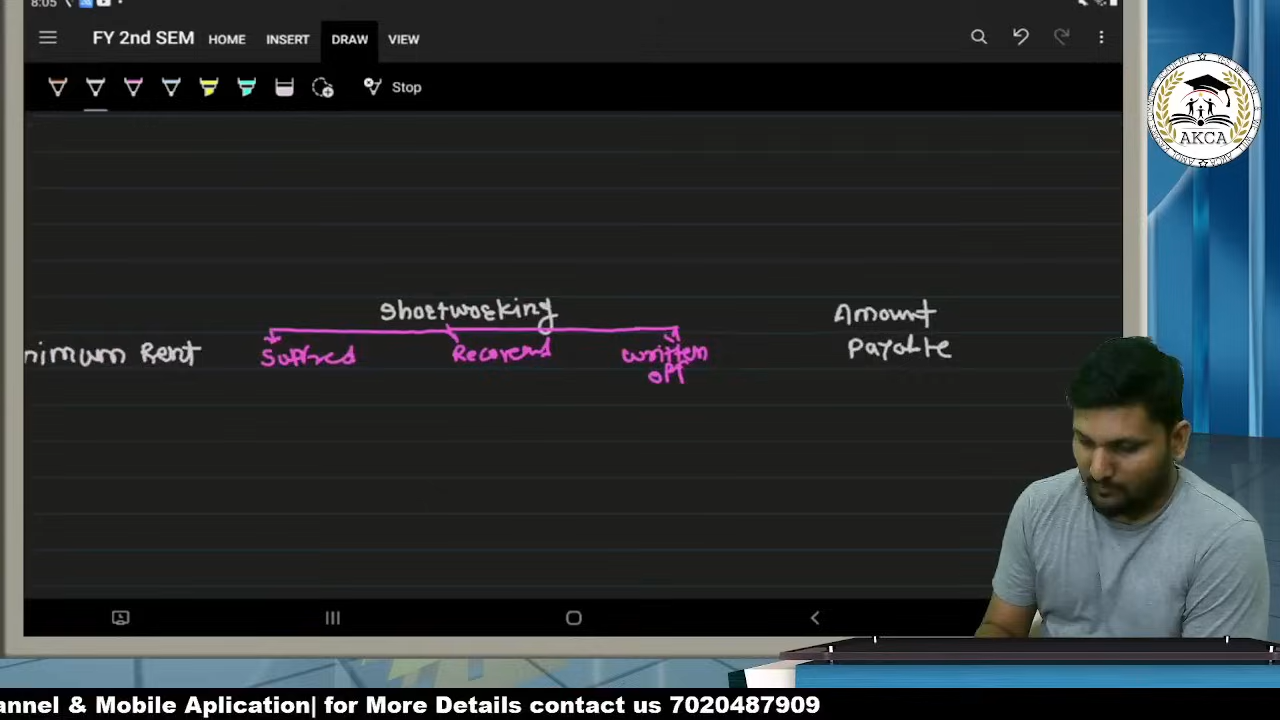 8:05
FY 2nd SEM HOME INSERT DRAW VIEW
Stop
Shortworking
Amount
nimum Rent Suffred Recovered written Payable
off
AKCA
annel & Mobile Aplication| for More Details contact us 7020487909